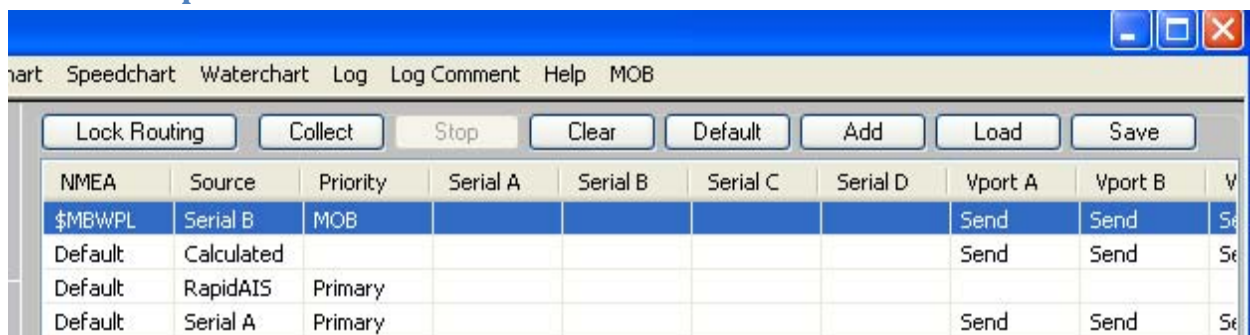 Speedchart Waterchart Log Log Comment Help MOB
Lock Routing Collect Stop Clear Default Add Load Save
NMEA Source Priority Serial A Serial B Serial C Serial D Vport A Vport B
$MBWPL Serial B MOB Send Send
Default Calculated Send Send
Default RapidAIS Primary
Default Serial A Primary Send Send